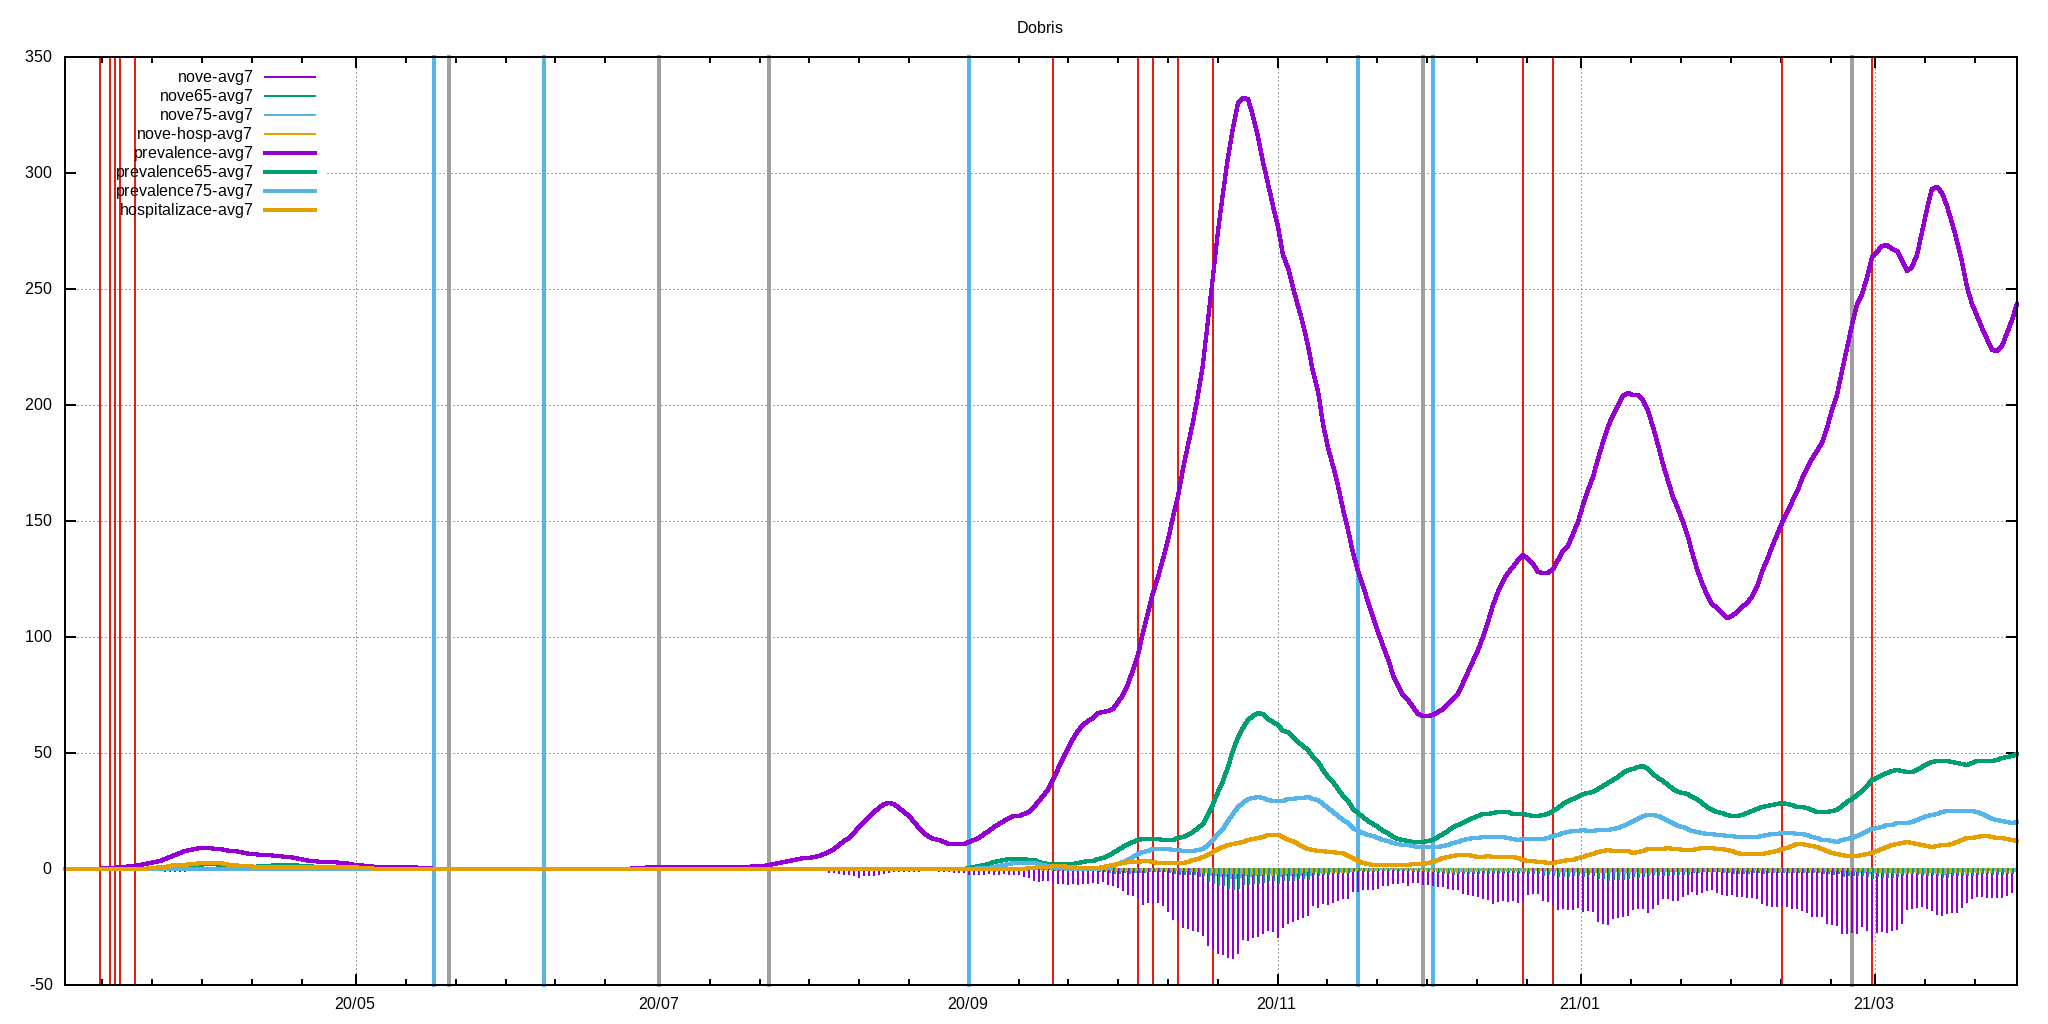 Dobris
350
300
250
200
150
100
50
0
-50
nove-avg7
nove65-avg7
nove75-avg7
nove-hosp-avg7
prevalence-avg7
prevalence65-avg7
prevalence75-avg7
hospitalizace-avg7
20/05 20/07 20/09 20/11 21/01 21/03